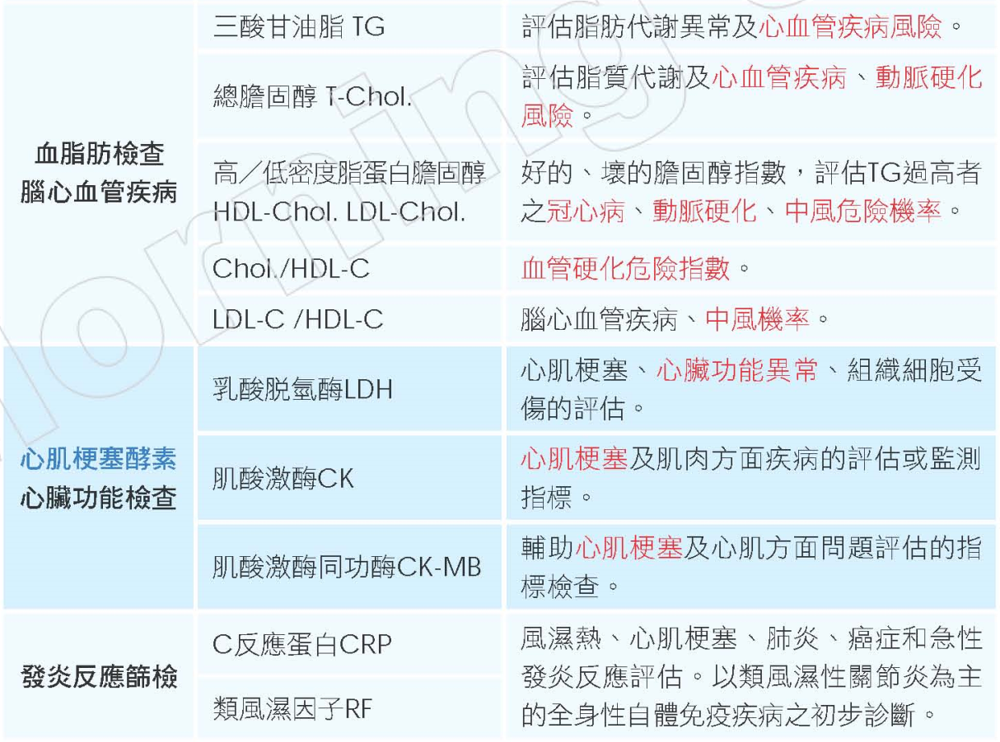 血脂肪檢查
腦心血管疾病
三酸甘油脂 TG
評估脂肪代謝異常及心血管疾病風險。
總膽固醇 T-Chol.
評估脂質代謝及心血管疾病、動脈硬化
風險。
高／低密度脂蛋白膽固醇
HDL-Chol. LDL-Chol.
好的、壞的膽固醇指數，評估TG過高者
之冠心病、動脈硬化、中風危險機率。
Chol./HDL-C
血管硬化危險指數。
LDL-C /HDL-C
腦心血管疾病、中風機率。
心肌梗塞酵素
心臟功能檢查
乳酸脫氫酶LDH
心肌梗塞、心臟功能異常、組織細胞受
傷的評估。
肌酸激酶CK
心肌梗塞及肌肉方面疾病的評估或監測
指標。
肌酸激酶同功酶CK-MB
輔助心肌梗塞及心肌方面問題評估的指
標檢查。
發炎反應篩檢
C反應蛋白CRP
類風濕因子RF
風濕熱、心肌梗塞、肺炎、癌症和急性
發炎反應評估。以類風濕性關節炎為主
的全身性自體免疫疾病之初步診斷。